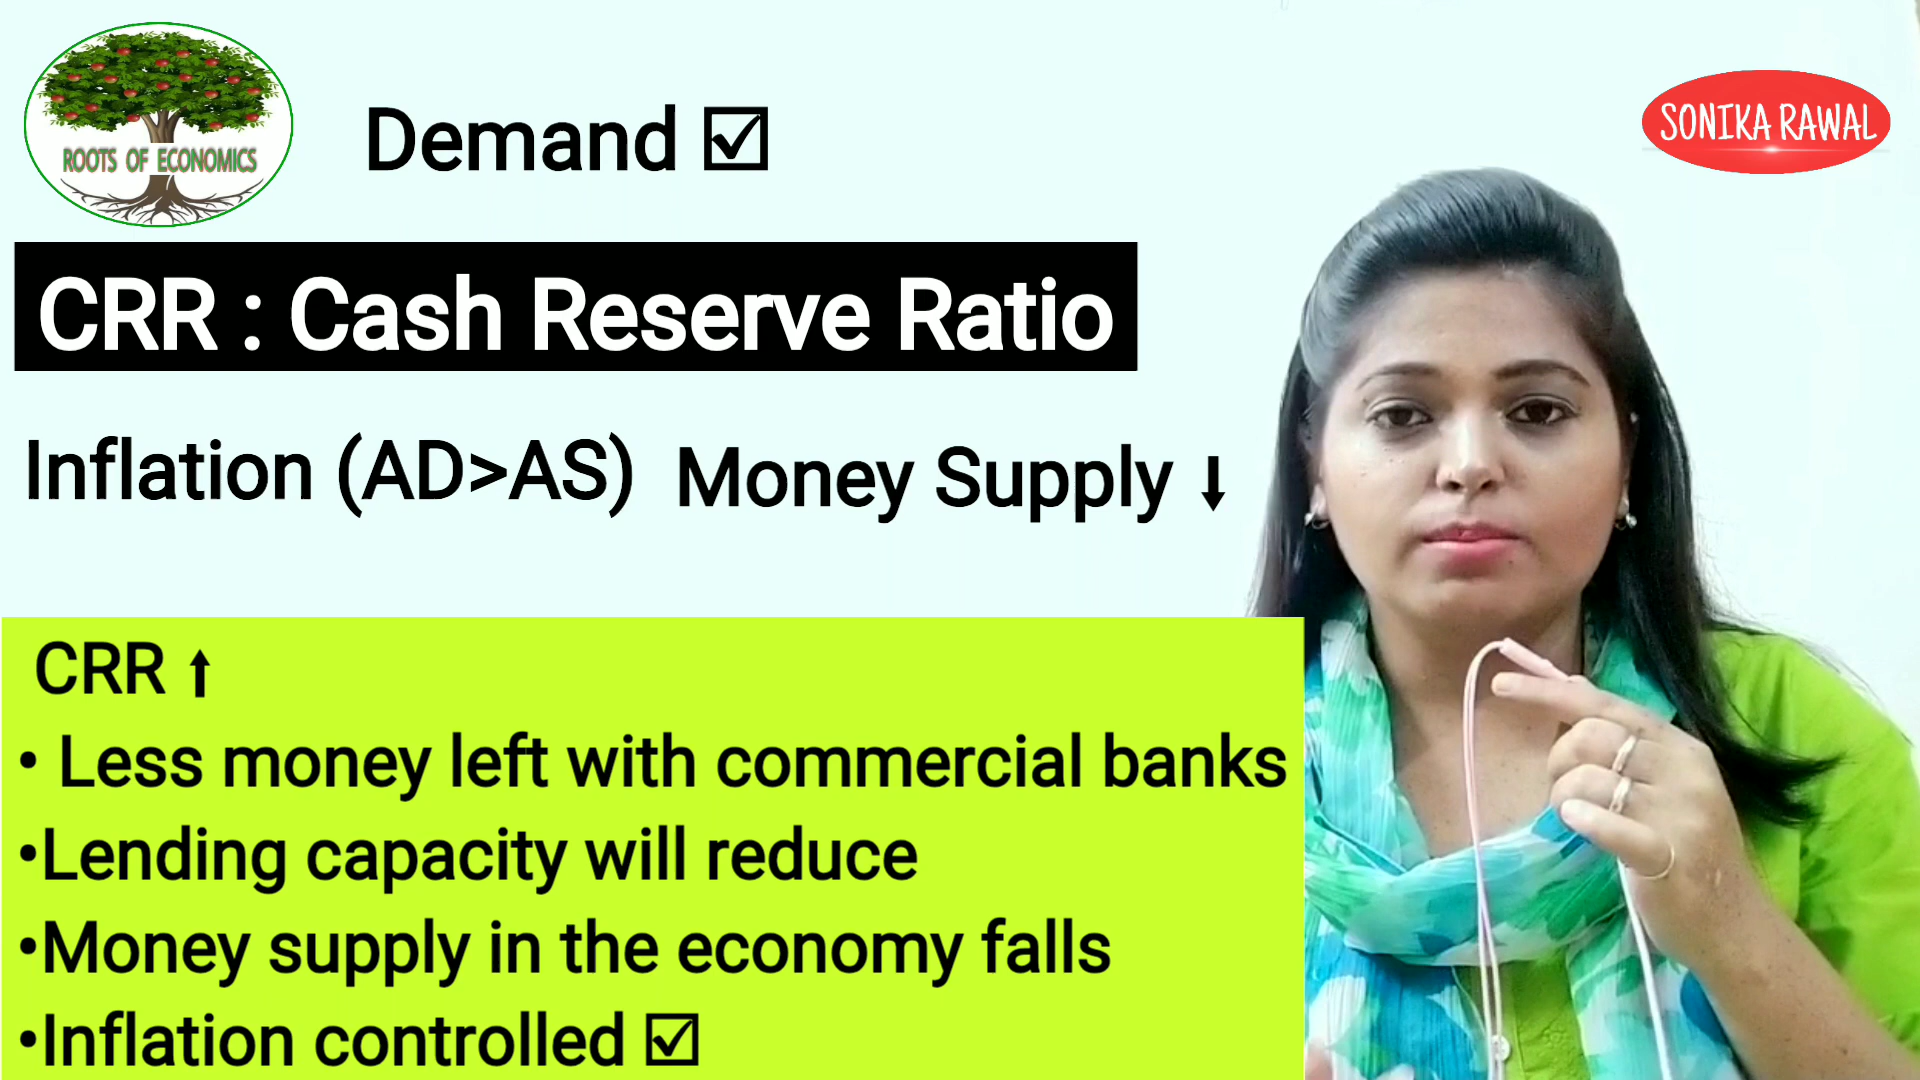 ROOTS OF ECONOMICS
Demand ☑
SONIKA RAWAL
CRR : Cash Reserve Ratio
Inflation (AD>AS) Money Supply ⬇
CRR ⬆
• Less money left with commercial banks
•Lending capacity will reduce
•Money supply in the economy falls
•Inflation controlled ☑